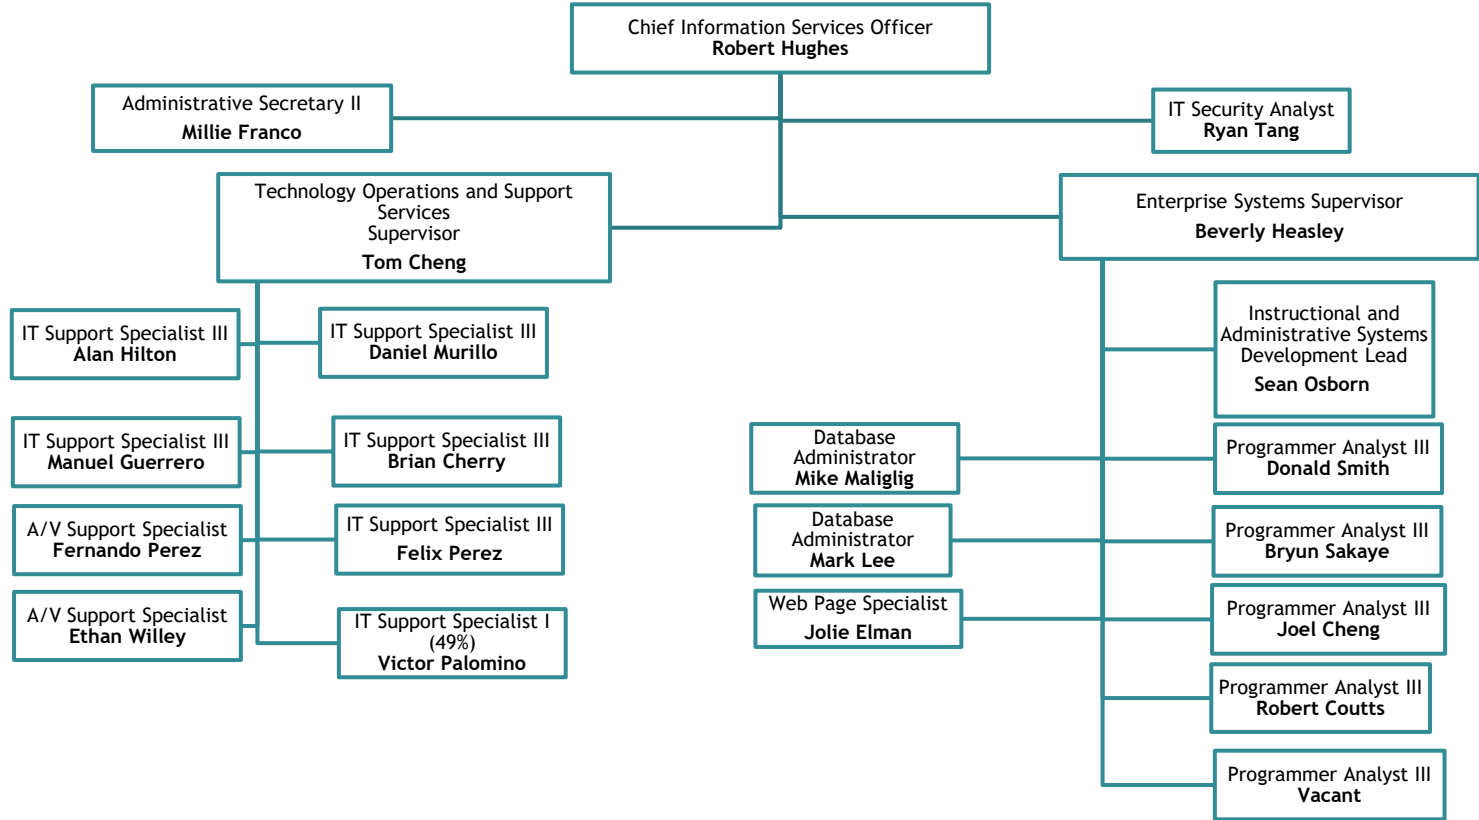 Chief Information Services Officer
Robert Hughes
Administrative Secretary II
Millie Franco
IT Security Analyst
Ryan Tang
Technology Operations and Support
Services
Supervisor
Tom Cheng
Enterprise Systems Supervisor
Beverly Heasley
IT Support Specialist III
Alan Hilton
IT Support Specialist III
Daniel Murillo
IT Support Specialist III
Manuel Guerrero
IT Support Specialist III
Brian Cherry
A/V Support Specialist
Fernando Perez
IT Support Specialist III
Felix Perez
A/V Support Specialist
Ethan Willey
IT Support Specialist I
(49%)
Victor Palomino
Instructional and
Administrative Systems
Development Lead
Sean Osborn
Database
Administrator
Mike Maliglig
Programmer Analyst III
Donald Smith
Database
Administrator
Mark Lee
Programmer Analyst III
Bryun Sakaye
Web Page Specialist
Jolie Elman
Programmer Analyst III
Joel Cheng
Programmer Analyst III
Robert Coutts
Programmer Analyst III
Vacant